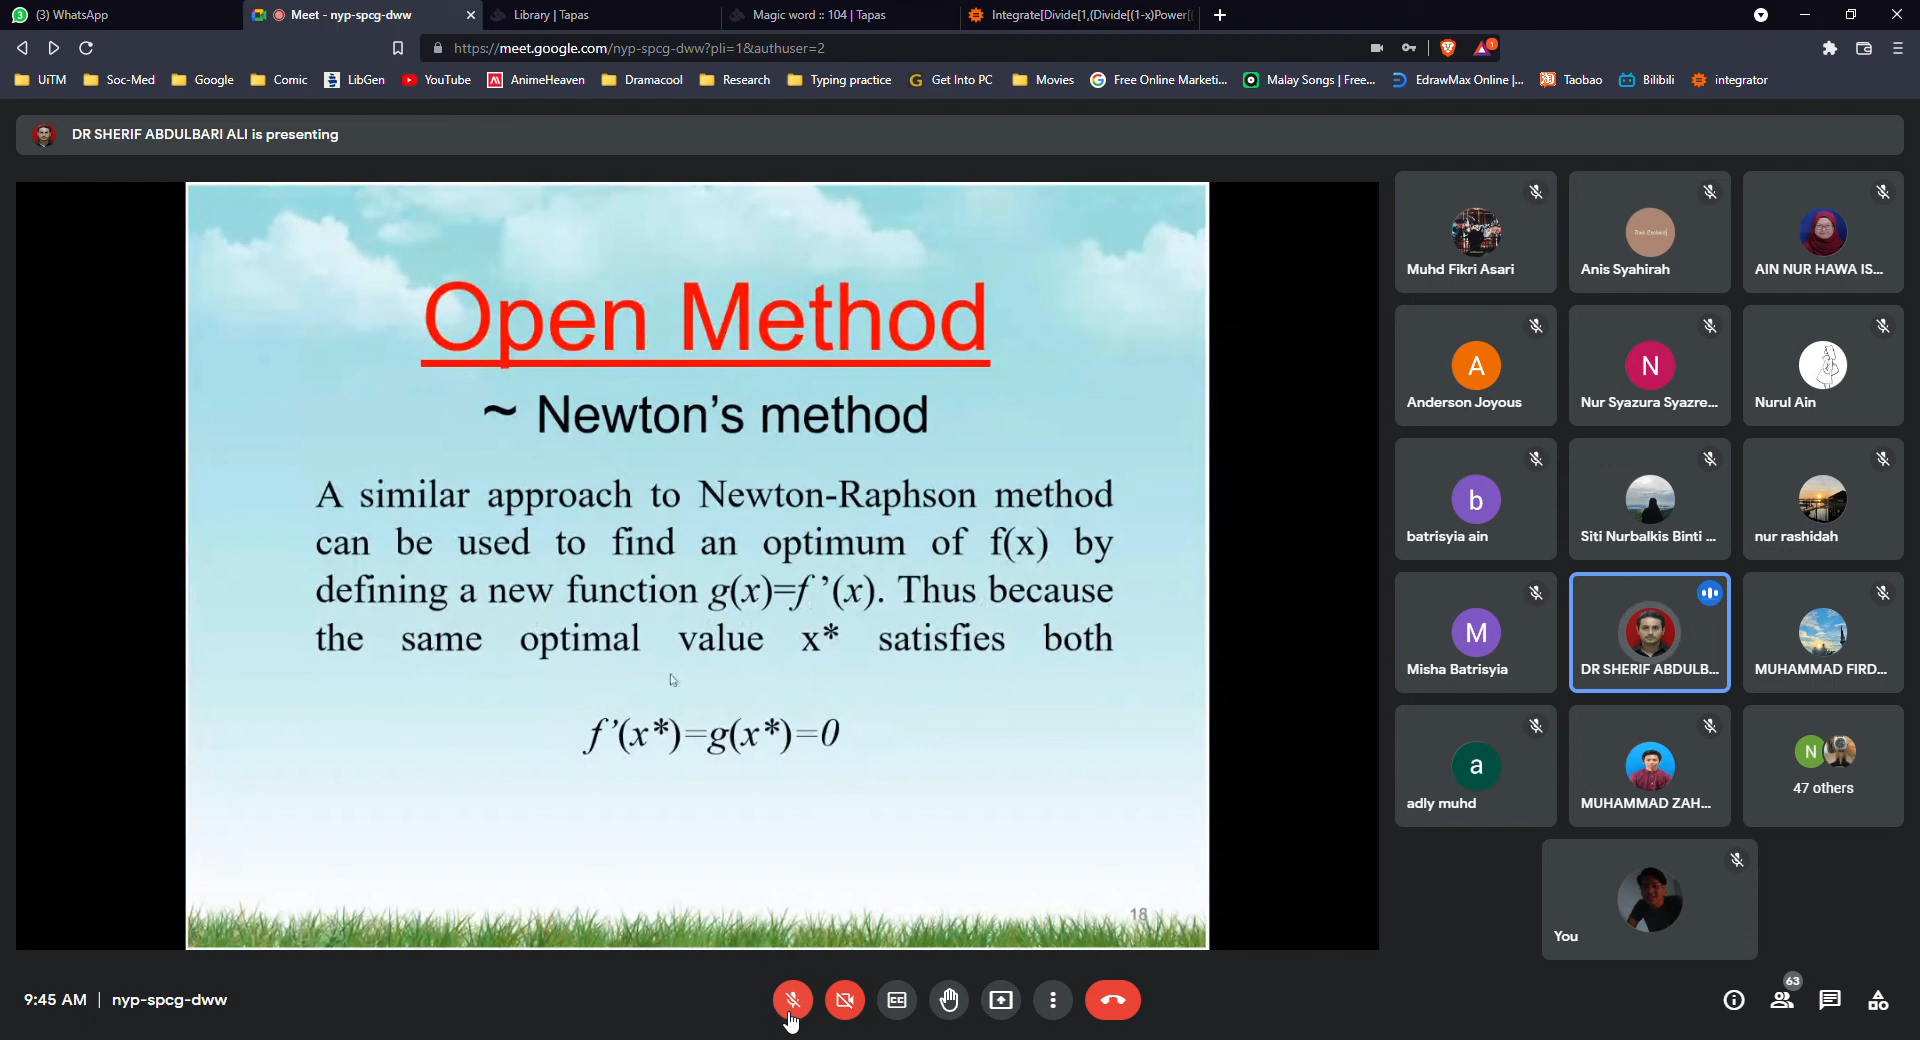 (3) WhatsApp
Meet - nyp-spcg-dww
Library | Tapas
Magic word :: 104 | Tapas
Integrate[Divide[1,(Divide[(1-x)Power[(
https://meet.google.com/nyp-spcg-dww?pli=1&authuser=2
1
UiTM
Soc-Med
Google
Comic
LibGen
YouTube
AnimeHeaven
Dramacool
Research
Typing practice
Get Into PC
Movies
Free Online Marketi...
Malay Songs | Free...
EdrawMax Online |...
Taobao
Bilibili
integrator
DR SHERIF ABDULBARI ALI is presenting
Open Method
~ Newton's method
A similar approach to Newton-Raphson method
can be used to find an optimum of f(x) by
defining a new function g(x)=f '(x). Thus because
the same optimal value x* satisfies both
f'(x*)=g(x*)=0
18
Muhd Fikri Asari
Anis Syahirah
AIN NUR HAWA IS...
A
Anderson Joyous
N
Nur Syazura Syazre...
Nurul Ain
b
batrisyia ain
Siti Nurbalkis Binti ...
nur rashidah
M
Misha Batrisyia
DR SHERIF ABDULB...
MUHAMMAD FIRD...
a
adly muhd
MUHAMMAD ZAH...
N
47 others
You
9:45 AM | nyp-spcg-dww
63